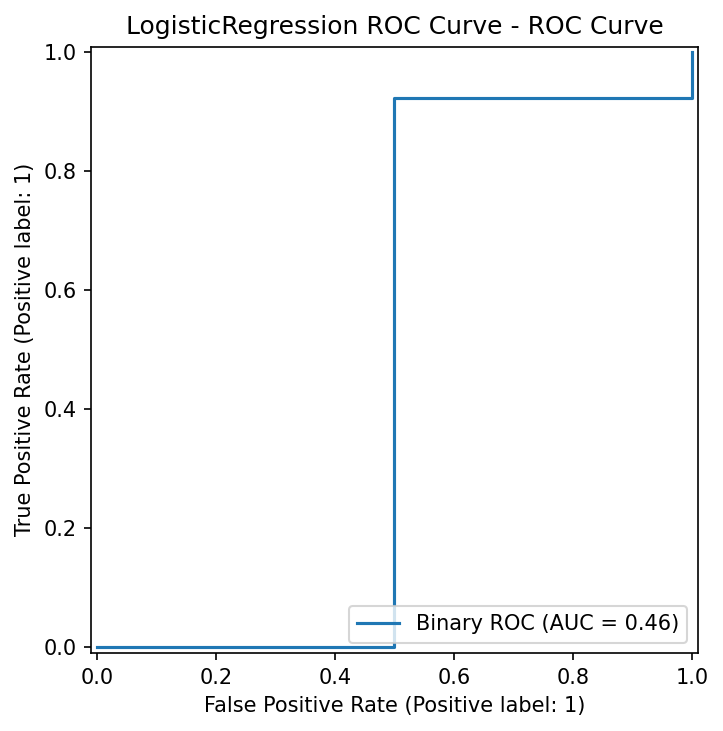 LogisticRegression ROC Curve - ROC Curve
1.0
0.8
0.6
0.4
0.2
0.0
True Positive Rate (Positive label: 1)
Binary ROC (AUC = 0.46)
0.0 0.2 0.4 0.6 0.8 1.0
False Positive Rate (Positive label: 1)